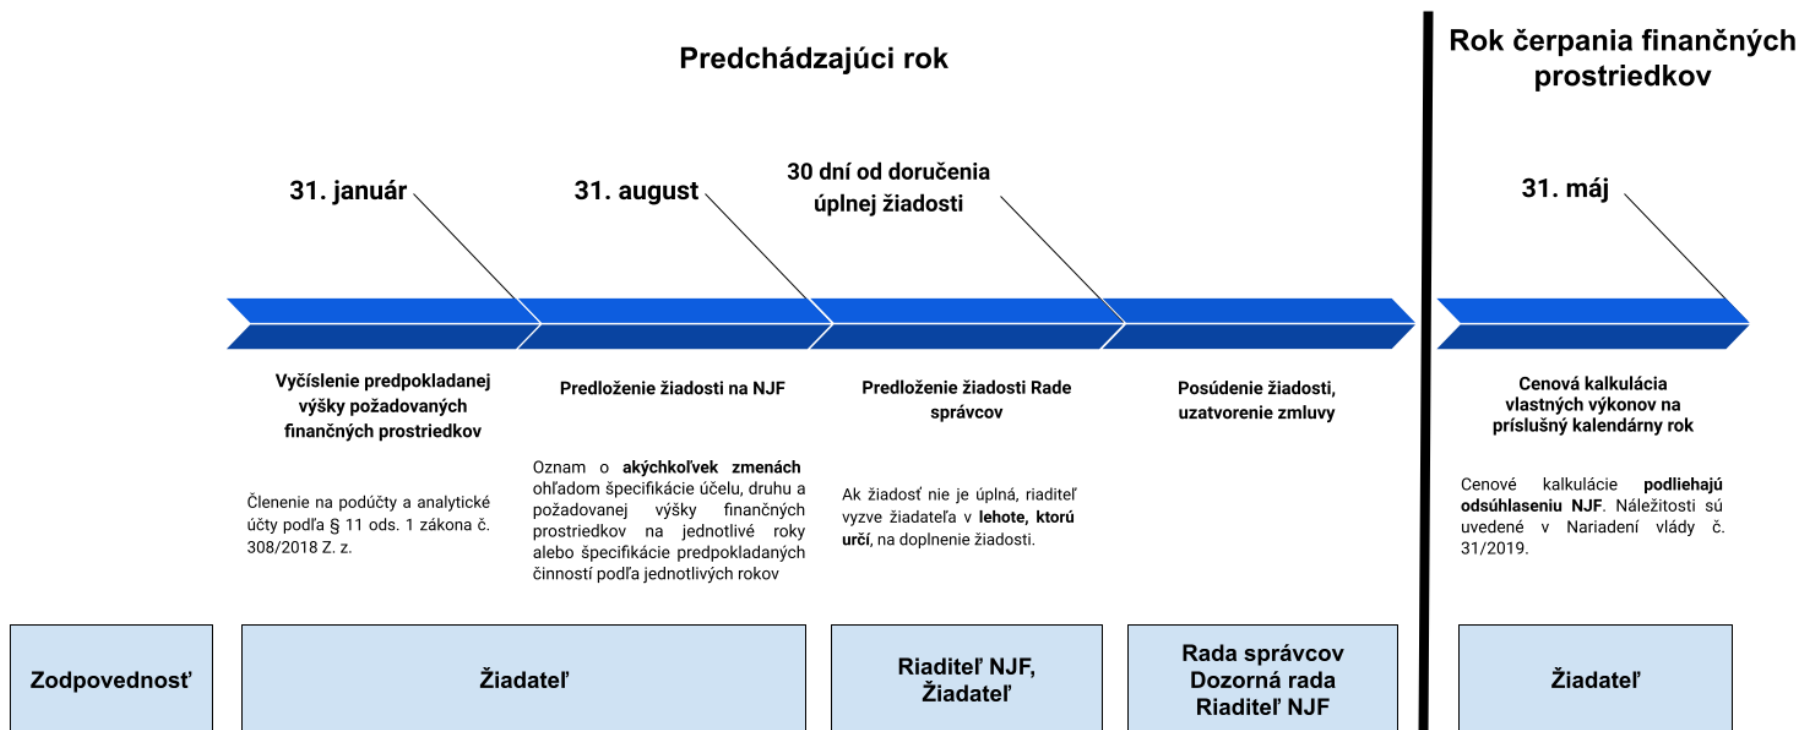 Predchádzajúci rok
Rok čerpania finančných
prostriedkov
31. január
31. august
30 dní od doručenia
úplnej žiadosti
31. máj
Vyčíslenie predpokladanej
výšky požadovaných
finančných prostriedkov
Členenie na podúčty a analytické
účty podľa § 11 ods. 1 zákona č.
308/2018 Z. z.
Predloženie žiadosti na NJF
Oznam o akýchkoľvek zmenách
ohľadom špecifikácie účelu, druhu a
požadovanej výšky finančných
prostriedkov na jednotlivé roky
alebo špecifikácie predpokladaných
činností podľa jednotlivých rokov
Predloženie žiadosti Rade
správcov
Ak žiadosť nie je úplná, riaditeľ
vyzve žiadateľa v lehote, ktorú
určí, na doplnenie žiadosti.
Posúdenie žiadosti,
uzatvorenie zmluvy
Cenová kalkulácia
vlastných výkonov na
príslušný kalendárny rok
Cenové kalkulácie podliehajú
odsúhlaseniu NJF. Náležitosti sú
uvedené v Nariadení vlády č.
31/2019.
Zodpovednosť
Žiadateľ
Riaditeľ NJF,
Žiadateľ
Rada správcov
Dozorná rada
Riaditeľ NJF
Žiadateľ